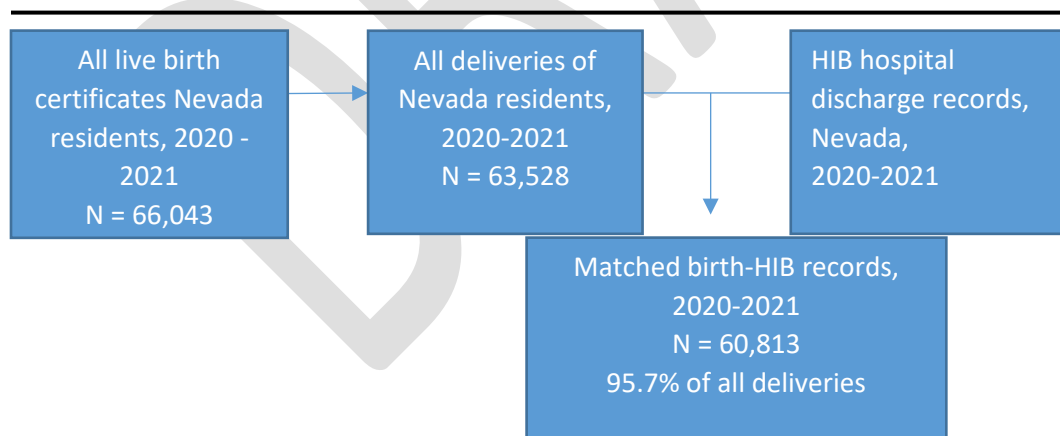 All live birth
certificates Nevada
residents, 2020 -
2021
N = 66,043
All deliveries of
Nevada residents,
2020-2021
N = 63,528
HIB hospital
discharge records,
Nevada,
2020-2021
Matched birth-HIB records,
2020-2021
N = 60,813
95.7% of all deliveries